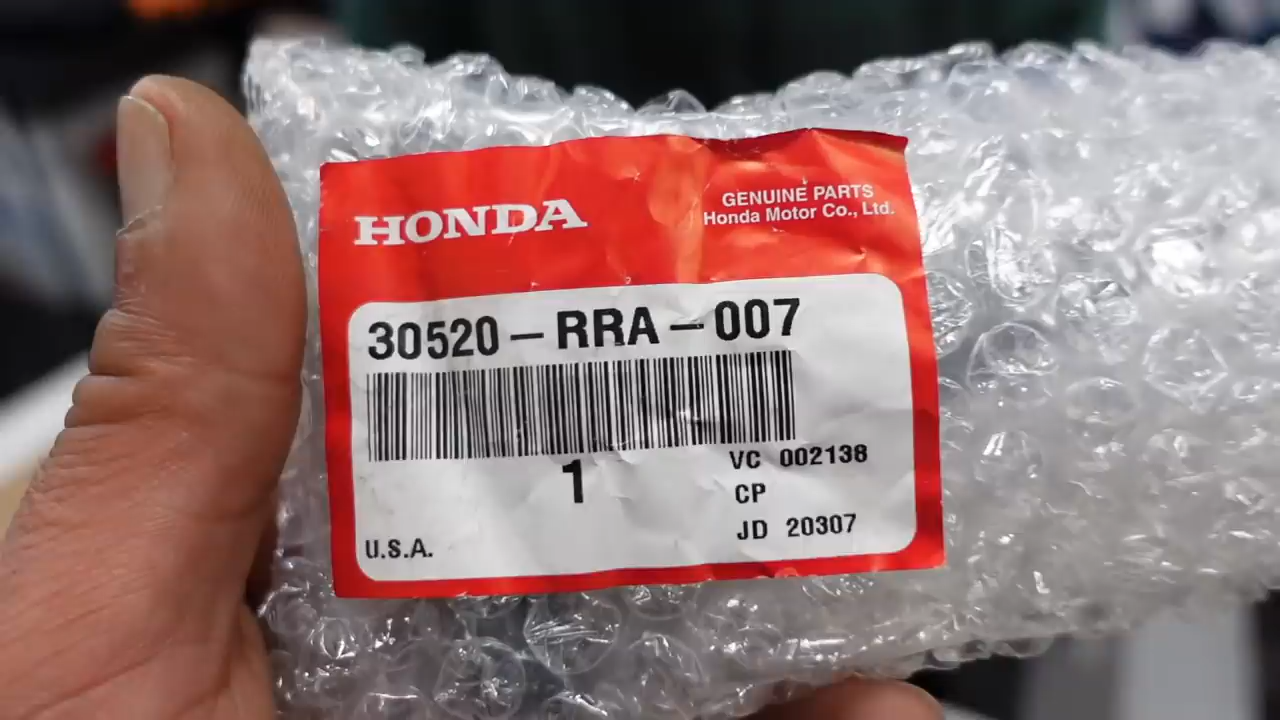 HONDA
GENUINE PARTS
Honda Motor Co., Ltd.
30520-RRA-007
1
VC 002138
CP
JD 20307
U.S.A.